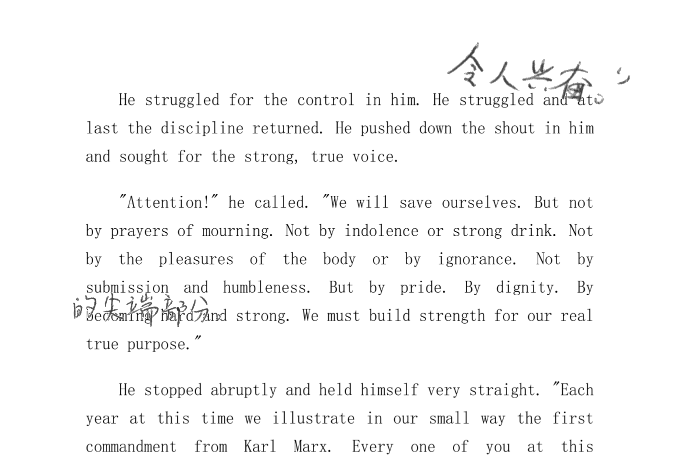 令人兴奋。
He struggled for the control in him. He struggled and at
last the discipline returned. He pushed down the shout in him
and sought for the strong, true voice.
"Attention!" he called. "We will save ourselves. But not
by prayers of mourning. Not by indolence or strong drink. Not
by the pleasures of the body or by ignorance. Not by
submission and humbleness. But by pride. By dignity. By
的尖端部分。
becoming hard and strong. We must build strength for our real
true purpose."
He stopped abruptly and held himself very straight. "Each
year at this time we illustrate in our small way the first
commandment from Karl Marx. Every one of you at this